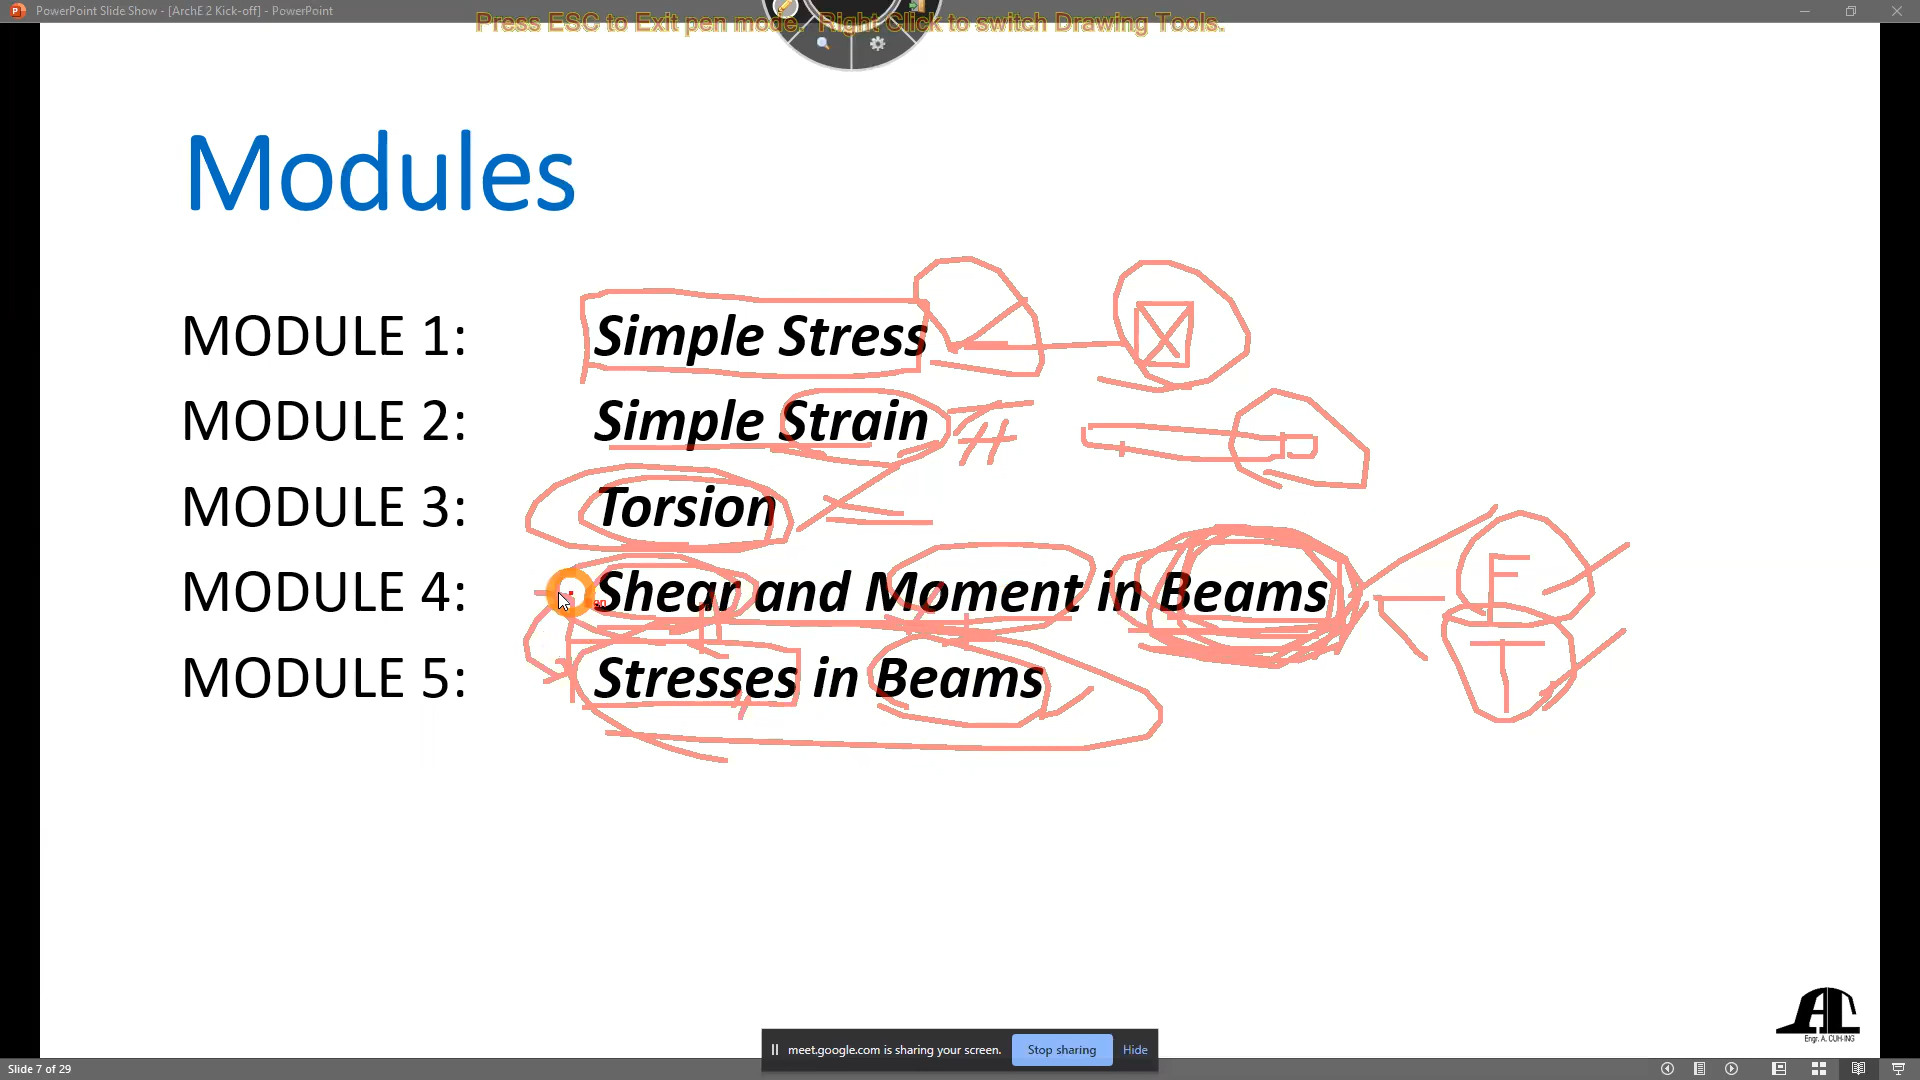 PowerPoint Slide Show - [ArchE 2 Kick-off] - PowerPoint
Press ESC to Exit pen mode. Right Click to switch Drawing Tools.
Modules
MODULE 1: Simple Stress
MODULE 2: Simple Strain
MODULE 3: Torsion
MODULE 4: Shear and Moment in Beams
F
MODULE 5: Stresses in Beams
T
Engr. A. CUH-ING
meet.google.com is sharing your screen. Stop sharing Hide
Slide 7 of 29